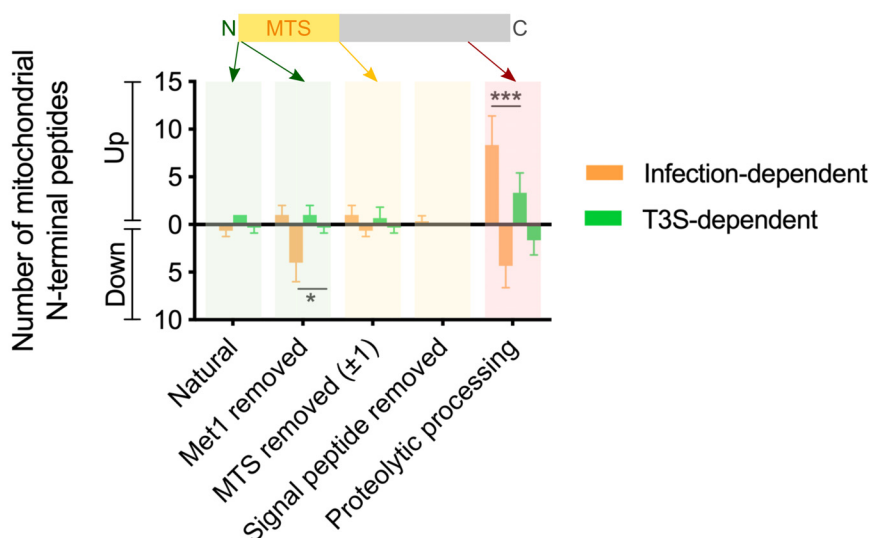 N MTS C
Number of mitochondrial
N-terminal peptides
Up
Down
15
10
5
0
5
10
***
*
Natural
Met1 removed
MTS removed (±1)
Signal peptide removed
Proteolytic processing
Infection-dependent
T3S-dependent